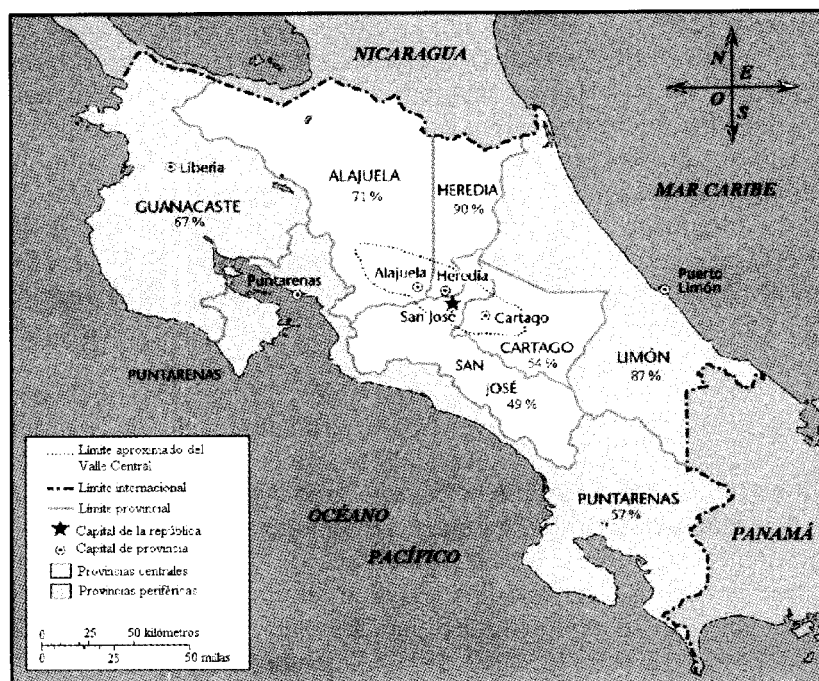 NICARAGUA
N
E
O
S
MAR CARIBE
Liberia
GUANACASTE
67 %
ALAJUELA
71 %
HEREDIA
90 %
Puntarenas
Alajuela
Heredia
San José
Cartago
Puerto
Limón
CARTAGO
54 %
LIMÓN
87 %
SAN
JOSÉ
49 %
PUNTARENAS
PUNTARENAS
57 %
OCÉANO
PACÍFICO
PANAMÁ
Límite aproximado del
Valle Central
Límite internacional
Límite provincial
Capital de la república
Capital de provincia
Provincias centrales
Provincias periféricas
0 25 50 kilómetros
0 25 50 millas